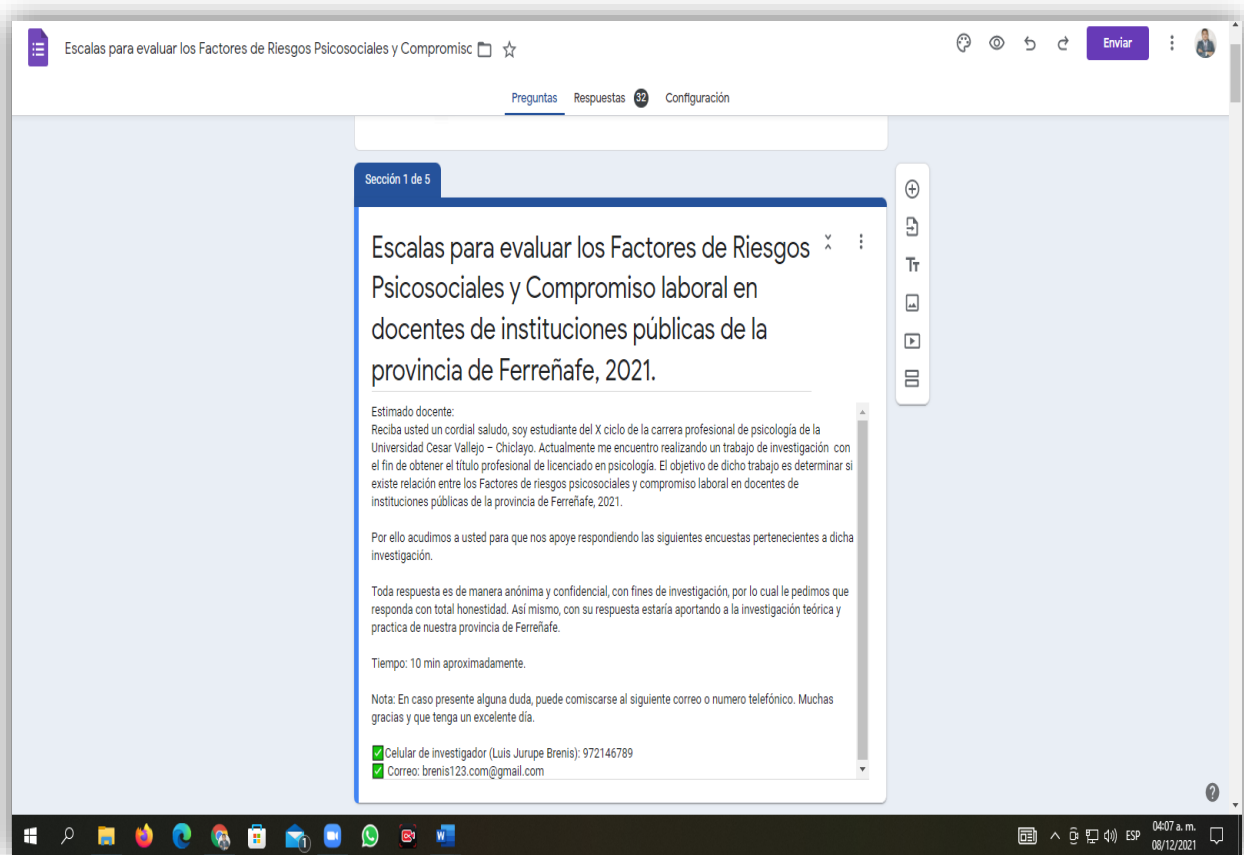 Escalas para evaluar los Factores de Riesgos Psicosociales y Compromisc
Enviar
Preguntas Respuestas 32 Configuración
Sección 1 de 5
Escalas para evaluar los Factores de Riesgos
Psicosociales y Compromiso laboral en
docentes de instituciones públicas de la
provincia de Ferreñafe, 2021.
Estimado docente:
Reciba usted un cordial saludo, soy estudiante del X ciclo de la carrera profesional de psicología de la
Universidad Cesar Vallejo – Chiclayo. Actualmente me encuentro realizando un trabajo de investigación con
el fin de obtener el título profesional de licenciado en psicología. El objetivo de dicho trabajo es determinar si
existe relación entre los Factores de riesgos psicosociales y compromiso laboral en docentes de
instituciones públicas de la provincia de Ferreñafe, 2021.
Por ello acudimos a usted para que nos apoye respondiendo las siguientes encuestas pertenecientes a dicha
investigación.
Toda respuesta es de manera anónima y confidencial, con fines de investigación, por lo cual le pedimos que
responda con total honestidad. Así mismo, con su respuesta estaría aportando a la investigación teórica y
practica de nuestra provincia de Ferreñafe.
Tiempo: 10 min aproximadamente.
Nota: En caso presente alguna duda, puede comiscarse al siguiente correo o numero telefónico. Muchas
gracias y que tenga un excelente día.
✅Celular de investigador (Luis Jurupe Brenis): 972146789
✅ Correo: brenis123.com@gmail.com
Tт
1
W
ESP
04:07 a. m.
08/12/2021